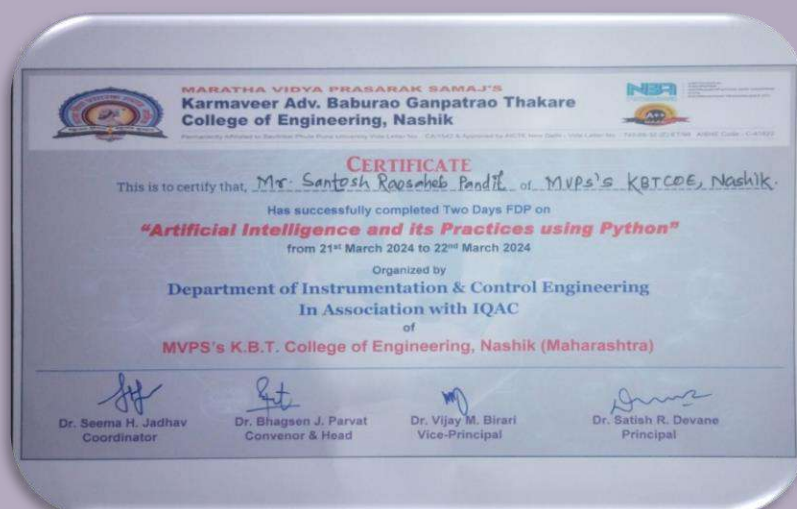 MARATHA VIDYA PRASARAK SAMAJ'S
Karmaveer Adv. Baburao Ganpatrao Thakare
College of Engineering, Nashik
NBA
A++
CERTIFICATE
This is to certify that, Mr. Santosh Raosaheb Pandit of MVPS's KBTCOE, Nashik.
Has successfully completed Two Days FDP on
"Artificial Intelligence and its Practices using Python"
from 21st March 2024 to 22nd March 2024
Organized by
Department of Instrumentation & Control Engineering
In Association with IQAC
of
MVPS's K.B.T. College of Engineering, Nashik (Maharashtra)
Dr. Seema H. Jadhav
Coordinator
Dr. Bhagsen J. Parvat
Convenor & Head
Dr. Vijay M. Birari
Vice-Principal
Dr. Satish R. Devane
Principal